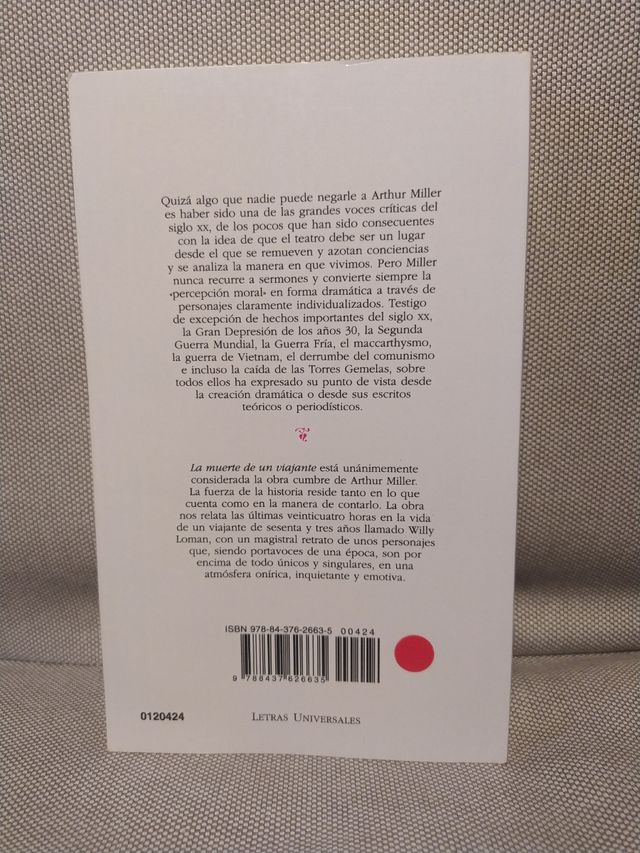 Quizá algo que nadie puede negarle a Arthur Miller
es haber sido una de las grandes voces críticas del
siglo XX, de los pocos que han sido consecuentes
con la idea de que el teatro debe ser un lugar
desde el que se remueven y azotan conciencias
y se analiza la manera en que vivimos. Pero Miller
nunca recurre a sermones y convierte siempre la
«percepción moral» en forma dramática a través de
personajes claramente individualizados. Testigo
de excepción de hechos importantes del siglo XX,
la Gran Depresión de los años 30, la Segunda
Guerra Mundial, la Guerra Fría, el maccarthysmo,
la guerra de Vietnam, el derrumbe del comunismo
e incluso la caída de las Torres Gemelas, sobre
todos ellos ha expresado su punto de vista desde
la creación dramática o desde sus escritos
teóricos o periodísticos.
La muerte de un viajante está unánimemente
considerada la obra cumbre de Arthur Miller.
La fuerza de la historia reside tanto en lo que
cuenta como en la manera de contarlo. La obra
nos relata las últimas veinticuatro horas en la vida
de un viajante de sesenta y tres años llamado Willy
Loman, con un magistral retrato de unos personajes
que, siendo portavoces de una época, son por
encima de todo únicos y singulares, en una
atmósfera onírica, inquietante y emotiva.
ISBN 978-84-376-2663-5 00424
9 788437 626635
0120424 LETRAS UNIVERSALES